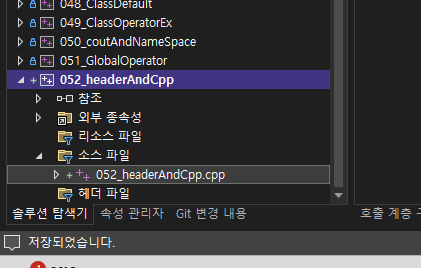 048_ClassDefault
049_ClassOperatorEx
050_coutAndNameSpace
051_GlobalOperator
052_headerAndCpp
참조
외부 종속성
리소스 파일
소스 파일
052_headerAndCpp.cpp
헤더 파일
솔루션 탐색기 속성 관리자 Git 변경 내용
호출 계층 구
저장되었습니다.